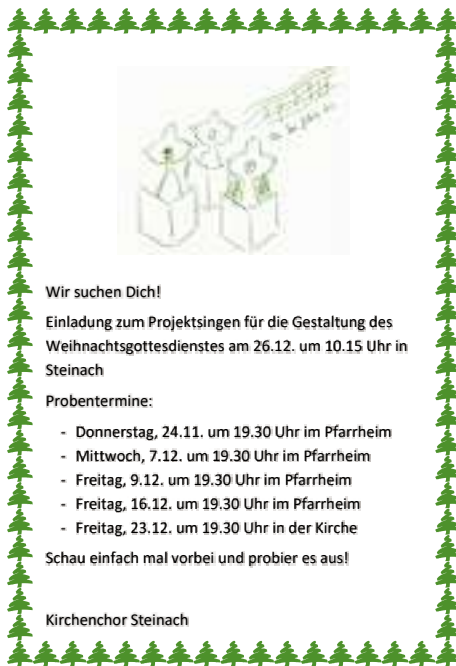 Wir suchen Dich!
Einladung zum Projektsingen für die Gestaltung des
Weihnachtsgottesdienstes am 26.12. um 10.15 Uhr in
Steinach
Probentermine:
- Donnerstag, 24.11. um 19.30 Uhr im Pfarrheim
- Mittwoch, 7.12. um 19.30 Uhr im Pfarrheim
- Freitag, 9.12. um 19.30 Uhr im Pfarrheim
- Freitag, 16.12. um 19.30 Uhr im Pfarrheim
- Freitag, 23.12. um 19.30 Uhr in der Kirche
Schau einfach mal vorbei und probier es aus!
Kirchenchor Steinach